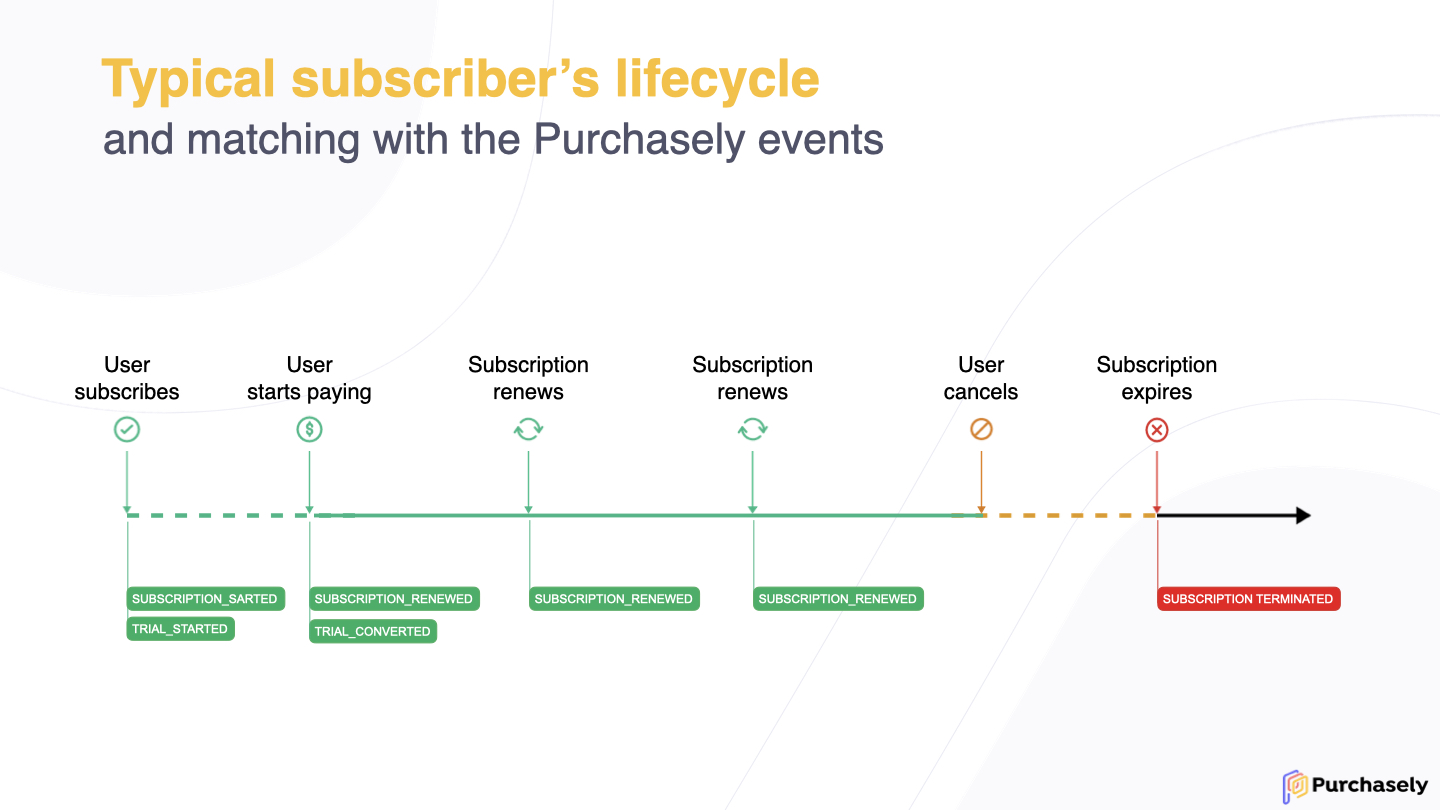 Typical subscriber’s lifecycle
and matching with the Purchasely events
User
subscribes
User
starts paying
Subscription
renews
Subscription
renews
User
cancels
Subscription
expires
$
SUBSCRIPTION_SARTED
TRIAL_STARTED
SUBSCRIPTION_RENEWED
TRIAL_CONVERTED
SUBSCRIPTION_RENEWED
SUBSCRIPTION_RENEWED
SUBSCRIPTION TERMINATED
Purchasely